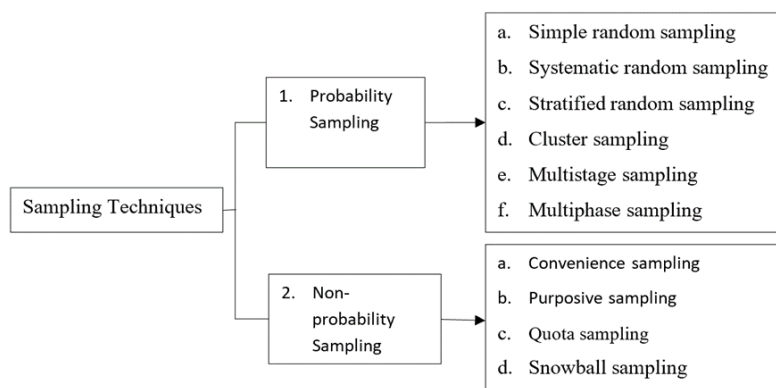 Sampling Techniques
1. Probability
Sampling
a. Simple random sampling
b. Systematic random sampling
c. Stratified random sampling
d. Cluster sampling
e. Multistage sampling
f. Multiphase sampling
2. Non-
probability
Sampling
a. Convenience sampling
b. Purposive sampling
c. Quota sampling
d. Snowball sampling